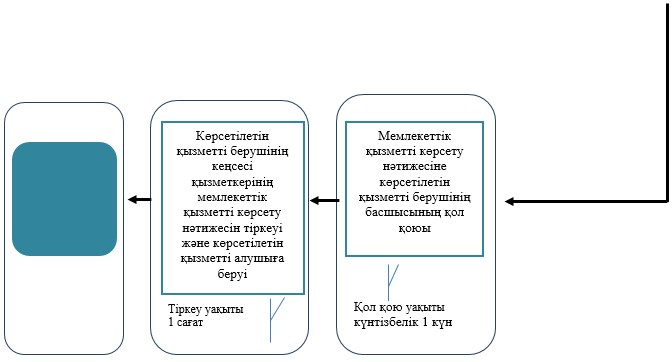 Көрсетілетін
қызметті берушінің
кеңсесі
қызметкерінің
мемлекеттік
қызметті көрсету
нәтижесін тіркеуі
және көрсетілетін
қызметті алушыға
беруі
Тіркеу уақыты
1 сағат
Мемлекеттік
қызметті көрсету
нәтижесіне
көрсетілетін
қызметті берушінің
басшысының қол
қоюы
Қол қою уақыты
күнтізбелік 1 күн